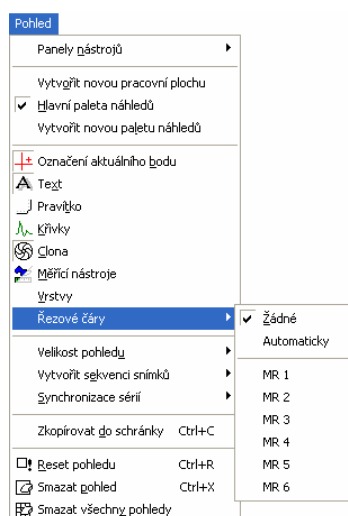 Pohled
Panely nástrojů
Vytvořit novou pracovní plochu
Hlavní paleta náhledů
Vytvořit novou paletu náhledů
Označení aktuálního bodu
Text
Pravítko
Křivky
Clona
Měřící nástroje
Vrstvy
Řezové čáry
Žádné
Automaticky
MR 1
MR 2
MR 3
MR 4
MR 5
MR 6
Velikost pohledu
Vytvořit sekvenci snímků
Synchronizace sérií
Zkopírovat do schránky Ctrl+C
Reset pohledu Ctrl+R
Smazat pohled Ctrl+X
Smazat všechny pohledy